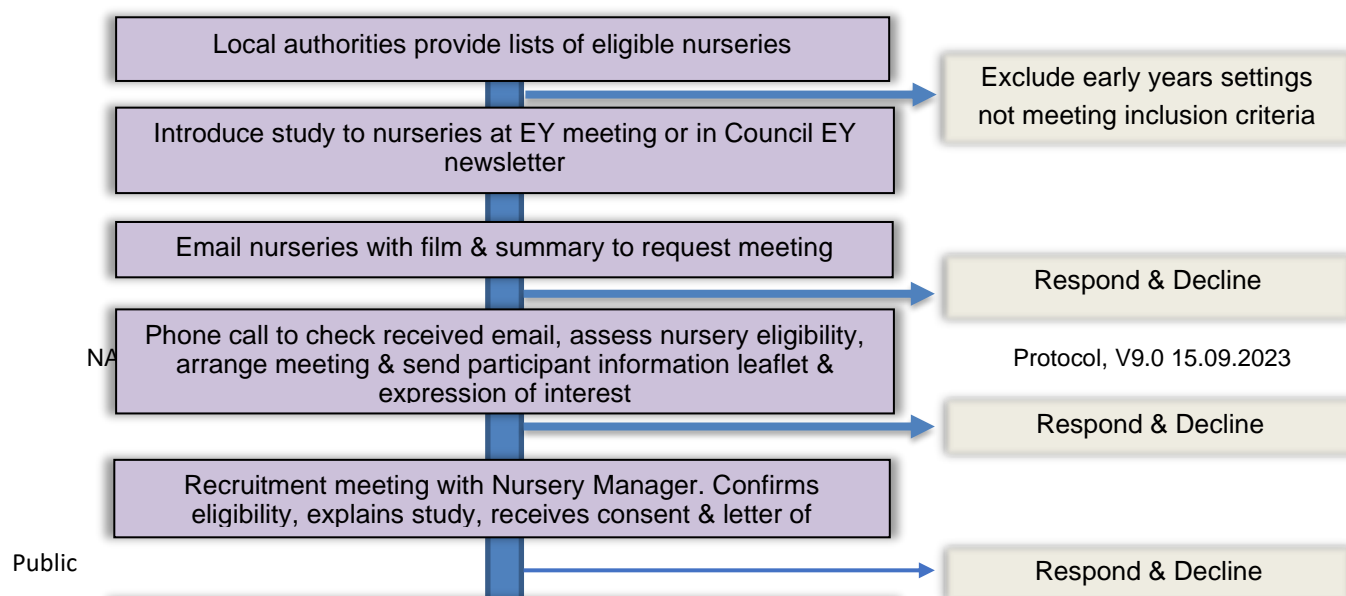 Local authorities provide lists of eligible nurseries
Exclude early years settings
not meeting inclusion criteria
Introduce study to nurseries at EY meeting or in Council EY
newsletter
Email nurseries with film & summary to request meeting
Respond & Decline
Phone call to check received email, assess nursery eligibility,
arrange meeting & send participant information leaflet &
expression of interest
NA
Protocol, V9.0 15.09.2023
Respond & Decline
Recruitment meeting with Nursery Manager. Confirms
eligibility, explains study, receives consent & letter of
Public
Respond & Decline